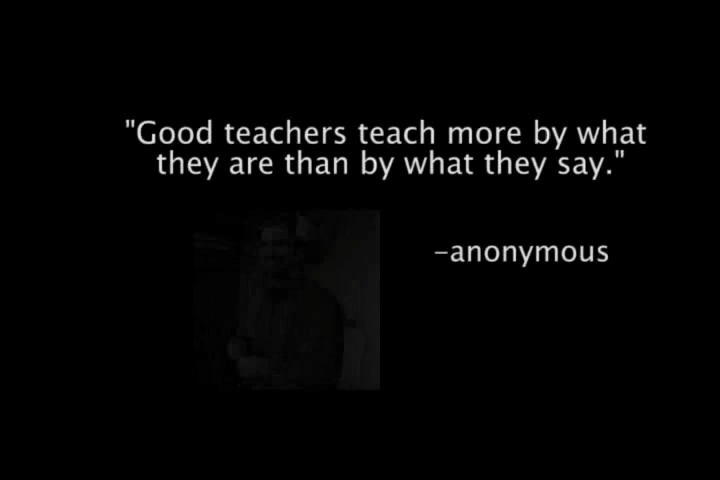 "Good teachers teach more by what
they are than by what they say."
-anonymous